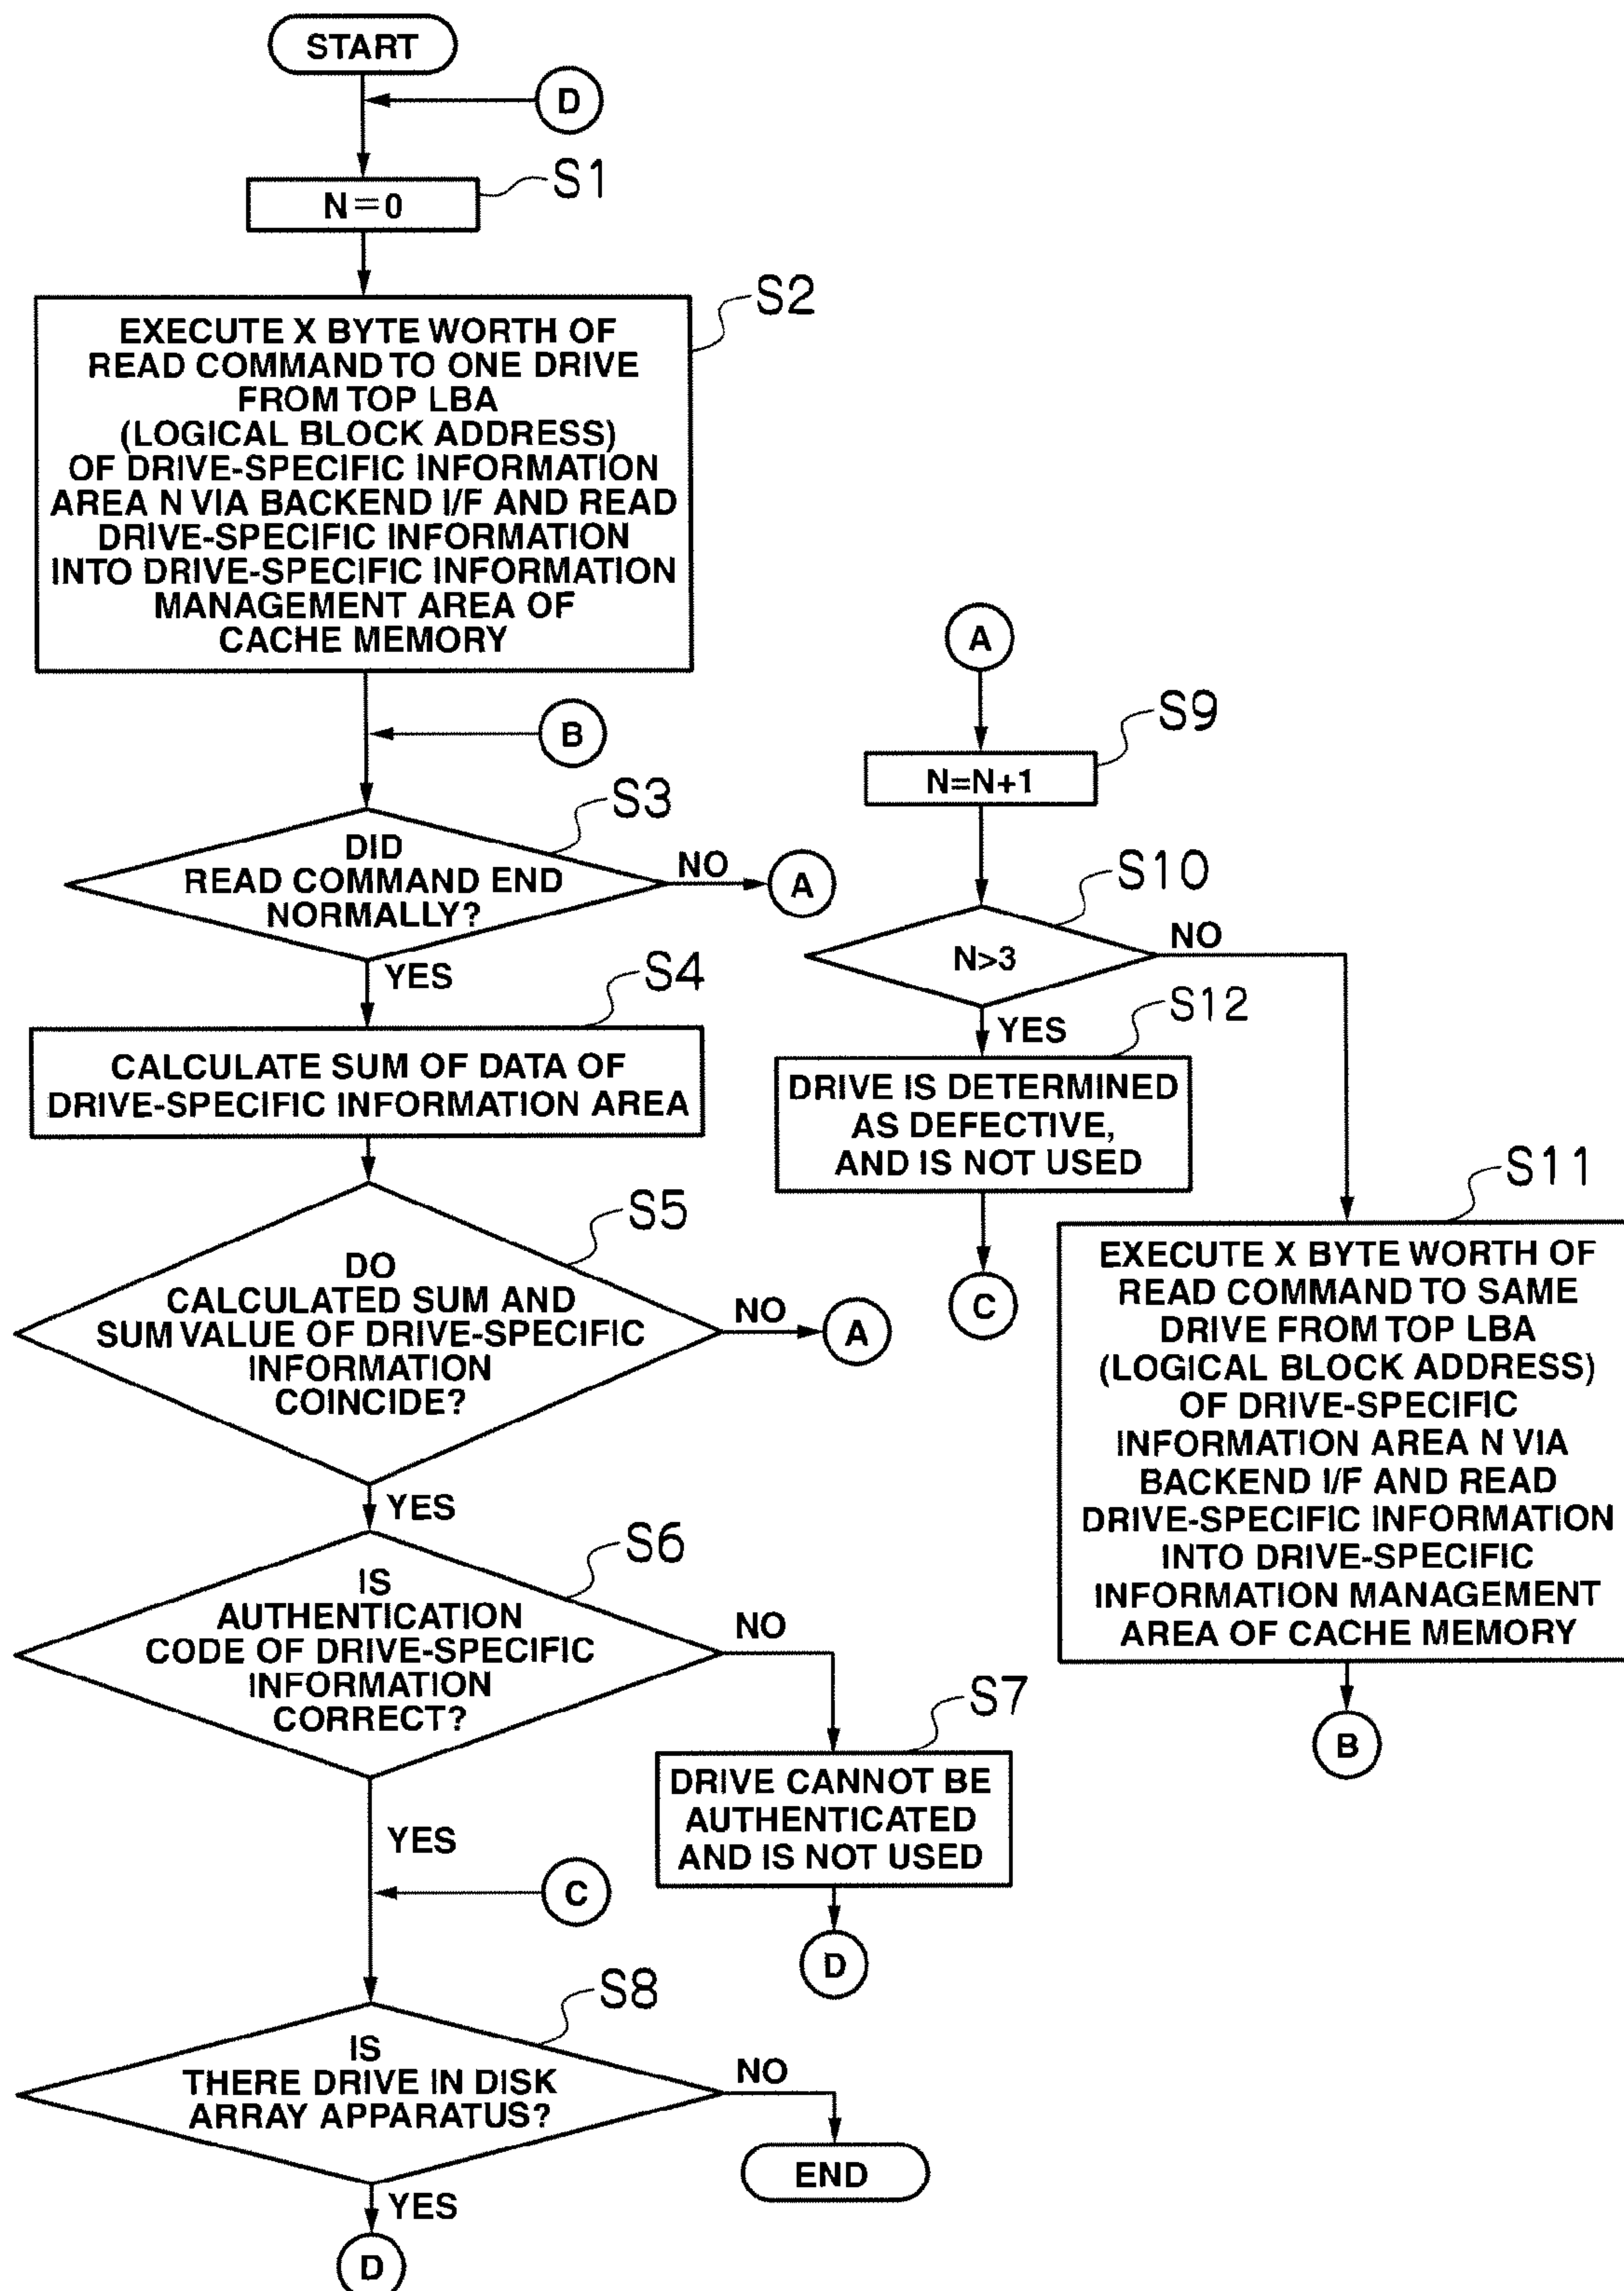 START
D
S1
N=0
S2
EXECUTE X BYTE WORTH OF
READ COMMAND TO ONE DRIVE
FROM TOP LBA
(LOGICAL BLOCK ADDRESS)
OF DRIVE-SPECIFIC INFORMATION
AREA N VIA BACKEND I/F AND READ
DRIVE-SPECIFIC INFORMATION
INTO DRIVE-SPECIFIC INFORMATION
MANAGEMENT AREA OF
CACHE MEMORY
B
S3
DID
READ COMMAND END
NORMALLY?
NO
A
YES
S4
CALCULATE SUM OF DATA OF
DRIVE-SPECIFIC INFORMATION AREA
S5
DO
CALCULATED SUM AND
SUM VALUE OF DRIVE-SPECIFIC
INFORMATION
COINCIDE?
NO
A
YES
S6
IS
AUTHENTICATION
CODE OF DRIVE-SPECIFIC
INFORMATION
CORRECT?
NO
S7
DRIVE CANNOT BE
AUTHENTICATED
AND IS NOT USED
D
YES
C
S8
IS
THERE DRIVE IN DISK
ARRAY APPARATUS?
NO
END
YES
D
A
S9
N=N+1
S10
N>3
NO
YES
S12
DRIVE IS DETERMINED
AS DEFECTIVE,
AND IS NOT USED
C
S11
EXECUTE X BYTE WORTH OF
READ COMMAND TO SAME
DRIVE FROM TOP LBA
(LOGICAL BLOCK ADDRESS)
OF DRIVE-SPECIFIC
INFORMATION AREA N VIA
BACKEND I/F AND READ
DRIVE-SPECIFIC INFORMATION
INTO DRIVE-SPECIFIC
INFORMATION MANAGEMENT
AREA OF CACHE MEMORY
B